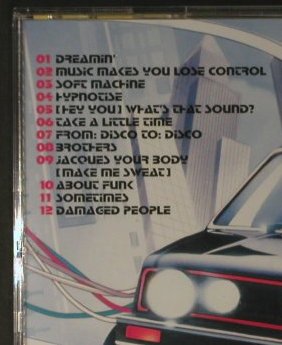 01 DREAMIN'
02 MUSIC MAKES YOU LOSE CONTROL
03 SOFT MACHINE
04 HYPNOTISE
05 [HEY YOU] WHAT'S THAT SOUND?
06 TAKE A LITTLE TIME
07 FROM: DISCO TO: DISCO
08 BROTHERS
09 JACQUES YOUR BODY
[MAKE ME SWEAT]
10 ABOUT FUNK
11 SOMETIMES
12 DAMAGED PEOPLE